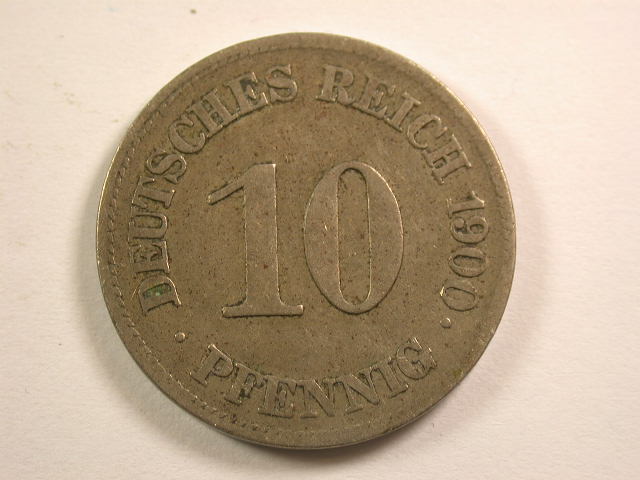 DEUTSCHES REICH 1900
10
· PFENNIG ·